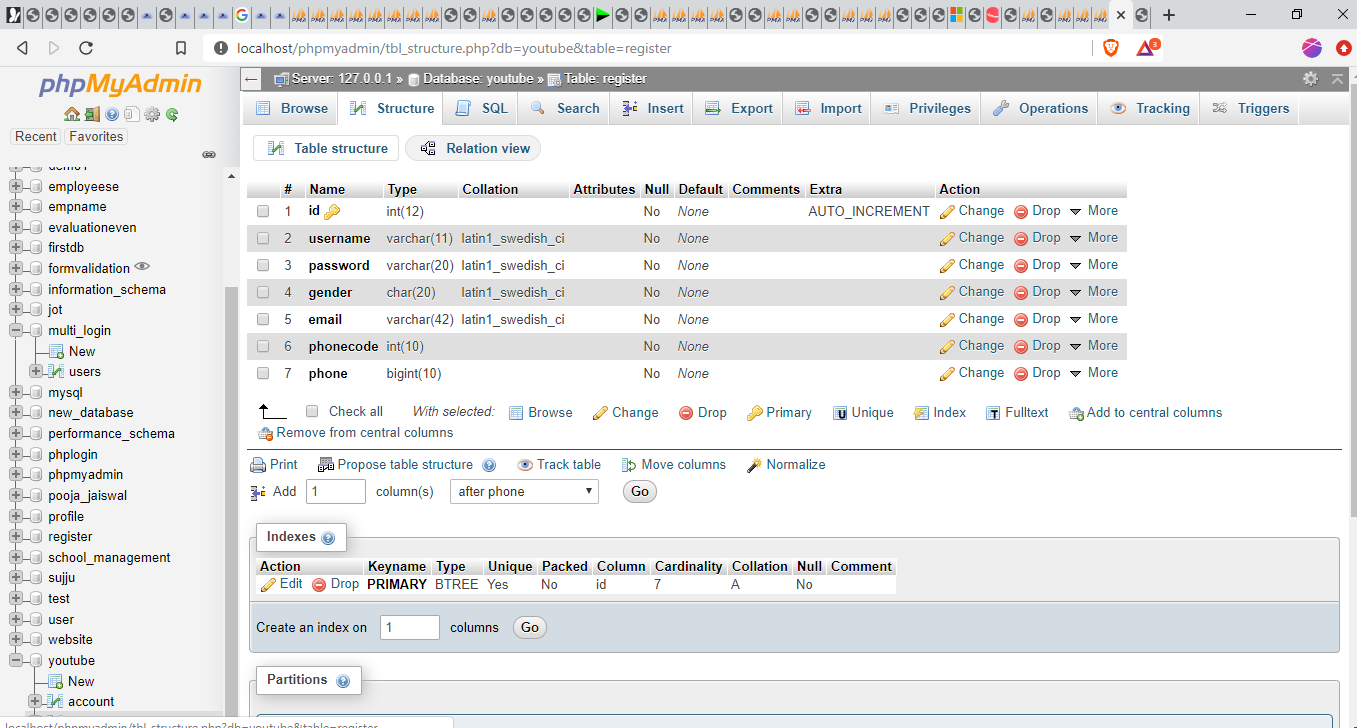 3
localhost/phpmyadmin/tbl_structure.php?db=youtube&table=register
phpMyAdmin
Recent Favorites
employeese
empname
evaluationeven
firstdb
formvalidation
information_schema
jot
multi_login
New
users
mysql
new_database
performance_schema
phplogin
phpmyadmin
pooja_jaiswal
profile
register
school_management
sujju
test
user
website
youtube
New
account
Server: 127.0.0.1 » Database: youtube » Table: register
Browse Structure SQL Search Insert Export Import Privileges Operations Tracking Triggers
Table structure Relation view
# Name Type Collation Attributes Null Default Comments Extra Action
1 id int(12) No None AUTO_INCREMENT Change Drop More
2 username varchar(11) latin1_swedish_ci No None Change Drop More
3 password varchar(20) latin1_swedish_ci No None Change Drop More
4 gender char(20) latin1_swedish_ci No None Change Drop More
5 email varchar(42) latin1_swedish_ci No None Change Drop More
6 phonecode int(10) No None Change Drop More
7 phone bigint(10) No None Change Drop More
Check all With selected: Browse Change Drop Primary Unique Index Fulltext Add to central columns
Remove from central columns
Print Propose table structure Track table Move columns Normalize
Add 1 column(s) after phone Go
Indexes
Action Keyname Type Unique Packed Column Cardinality Collation Null Comment
Edit Drop PRIMARY BTREE Yes No id 7 A No
Create an index on 1 columns Go
Partitions
localhost/phpmyadmin/tbl_structure.php?db=youtube&table=register